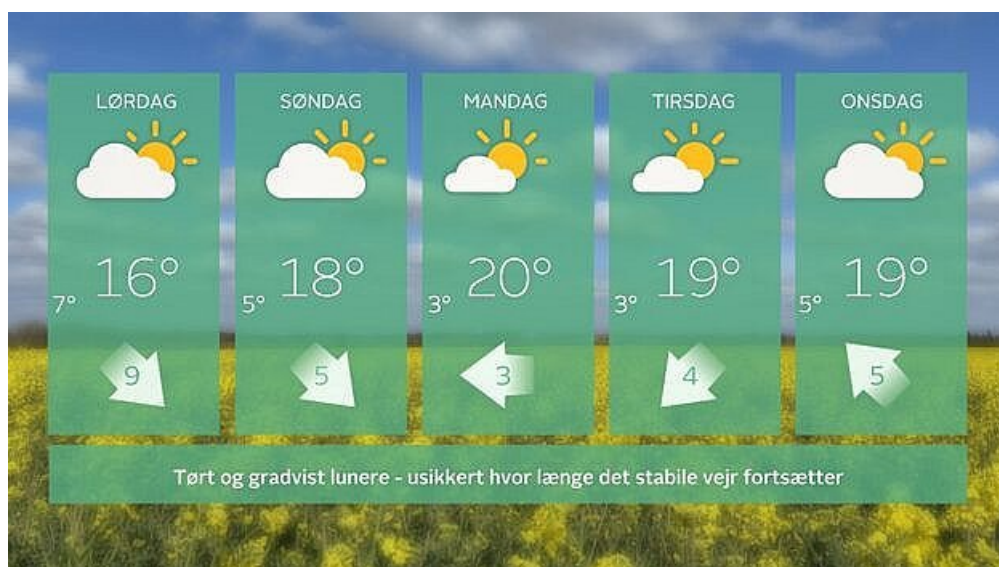 LØRDAG SØNDAG MANDAG TIRSDAG ONSDAG
16° 18° 20° 19° 19°
7° 5° 3° 3° 5°
9 5 3 4 5
Tørt og gradvist lunere - usikkert hvor længe det stabile vejr fortsætter